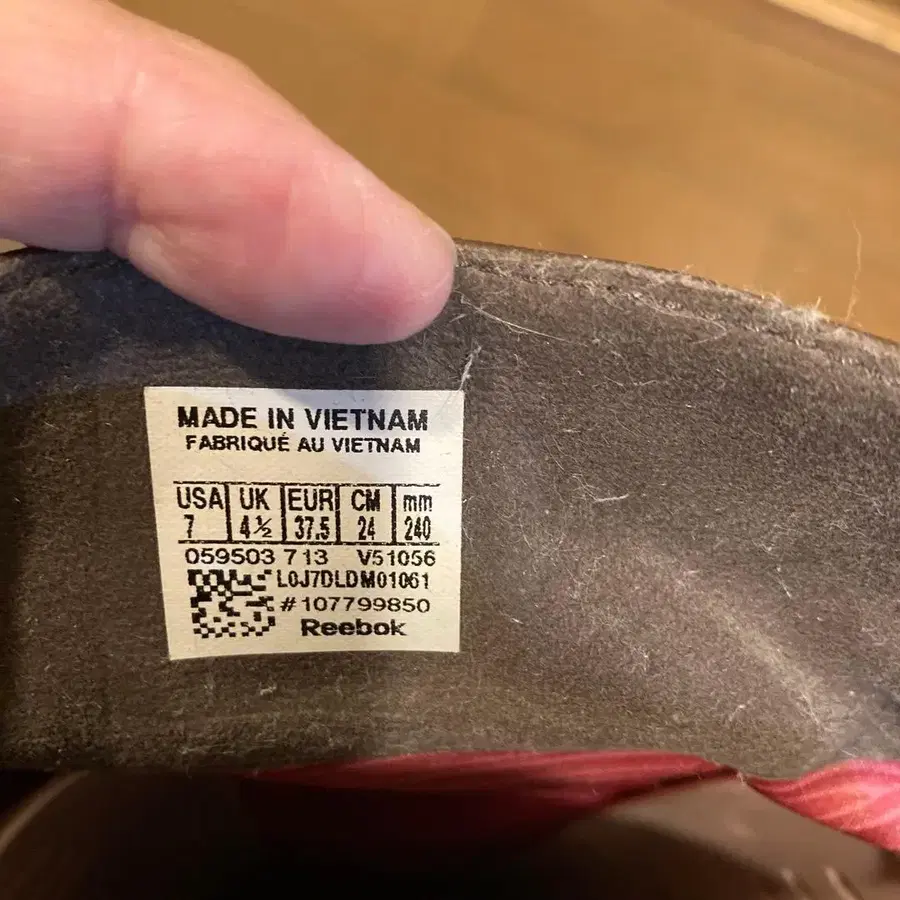 MADE IN VIETNAM
FABRIQUÉ AU VIETNAM
USA UK EUR CM mm
7 4½ 37,5 24 240
059503 713 V51056
L0J7DLDM01061
#107799850
Reebok